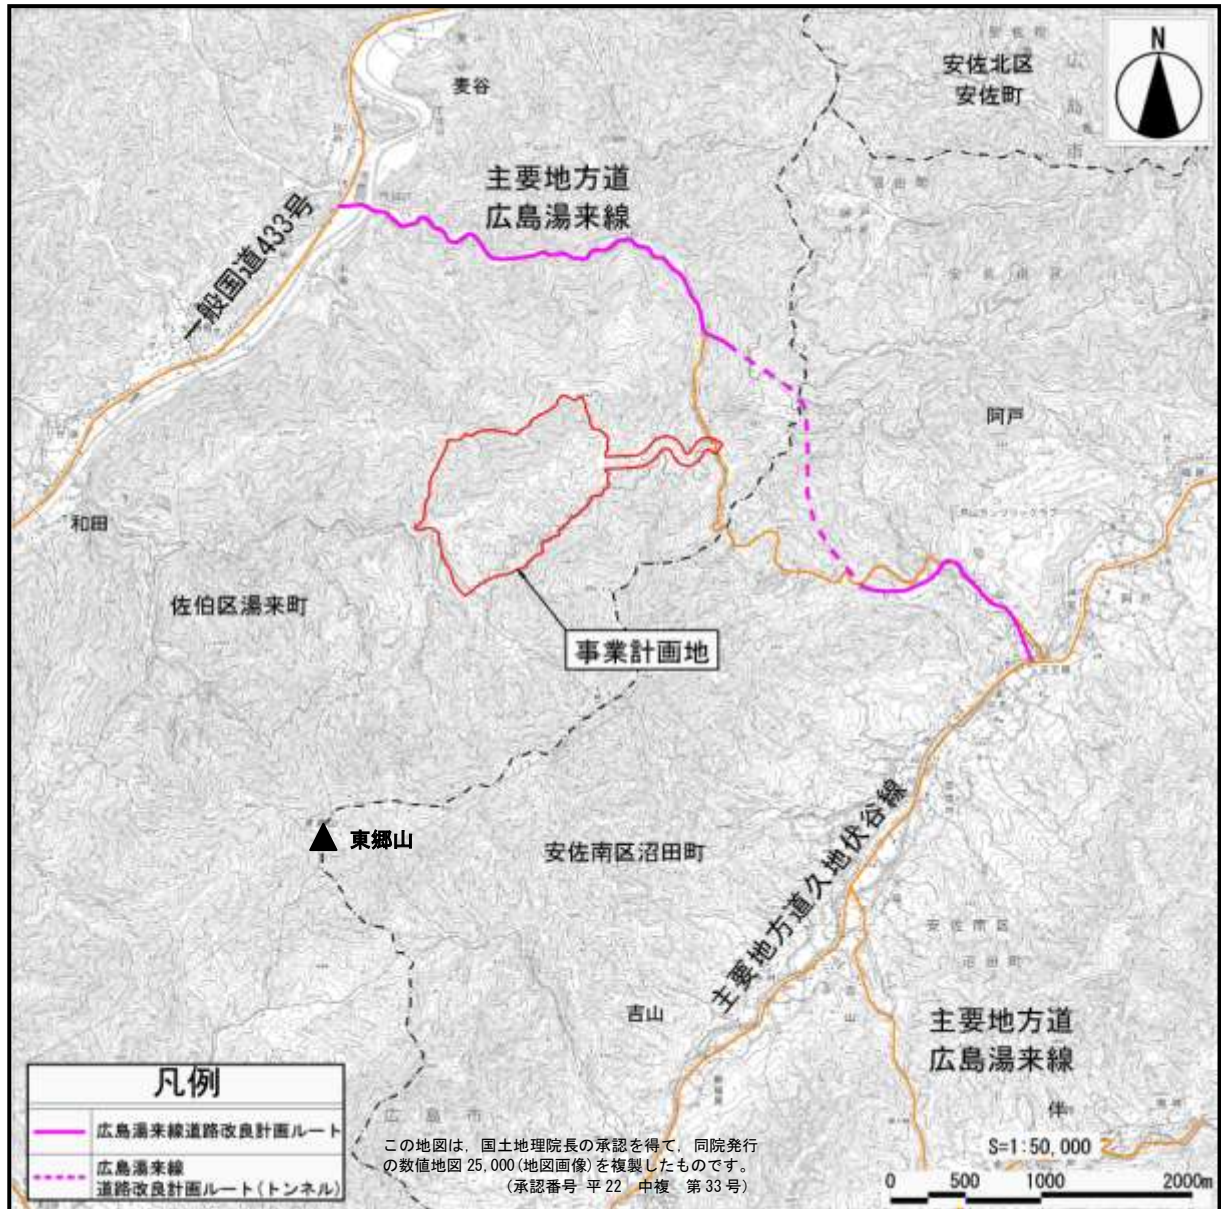 N
安佐北区
安佐町
麦谷
主要地方道
広島湯来線
一般国道433号
阿戸
和田
佐伯区湯来町
事業計画地
東郷山
安佐南区沼田町
主要地方道久地伏谷線
安佐南区
沼田町
吉山
主要地方道
広島湯来線
伴
広島市
凡例
広島湯来線道路改良計画ルート
広島湯来線
道路改良計画ルート(トンネル)
この地図は、国土地理院長の承認を得て、同院発行
の数値地図25,000(地図画像)を複製したものです。
(承認番号 平22 中複 第33号)
S=1:50,000
0 500 1000 2000m